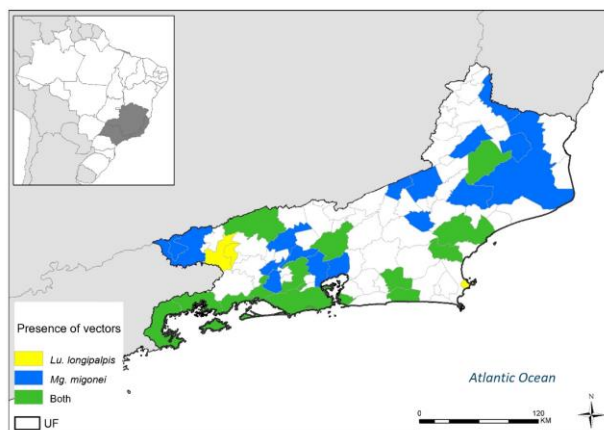 Presence of vectors
Lu. longipalpis
Mg. migonei
Both
UF
Atlantic Ocean
N
0
120
KM